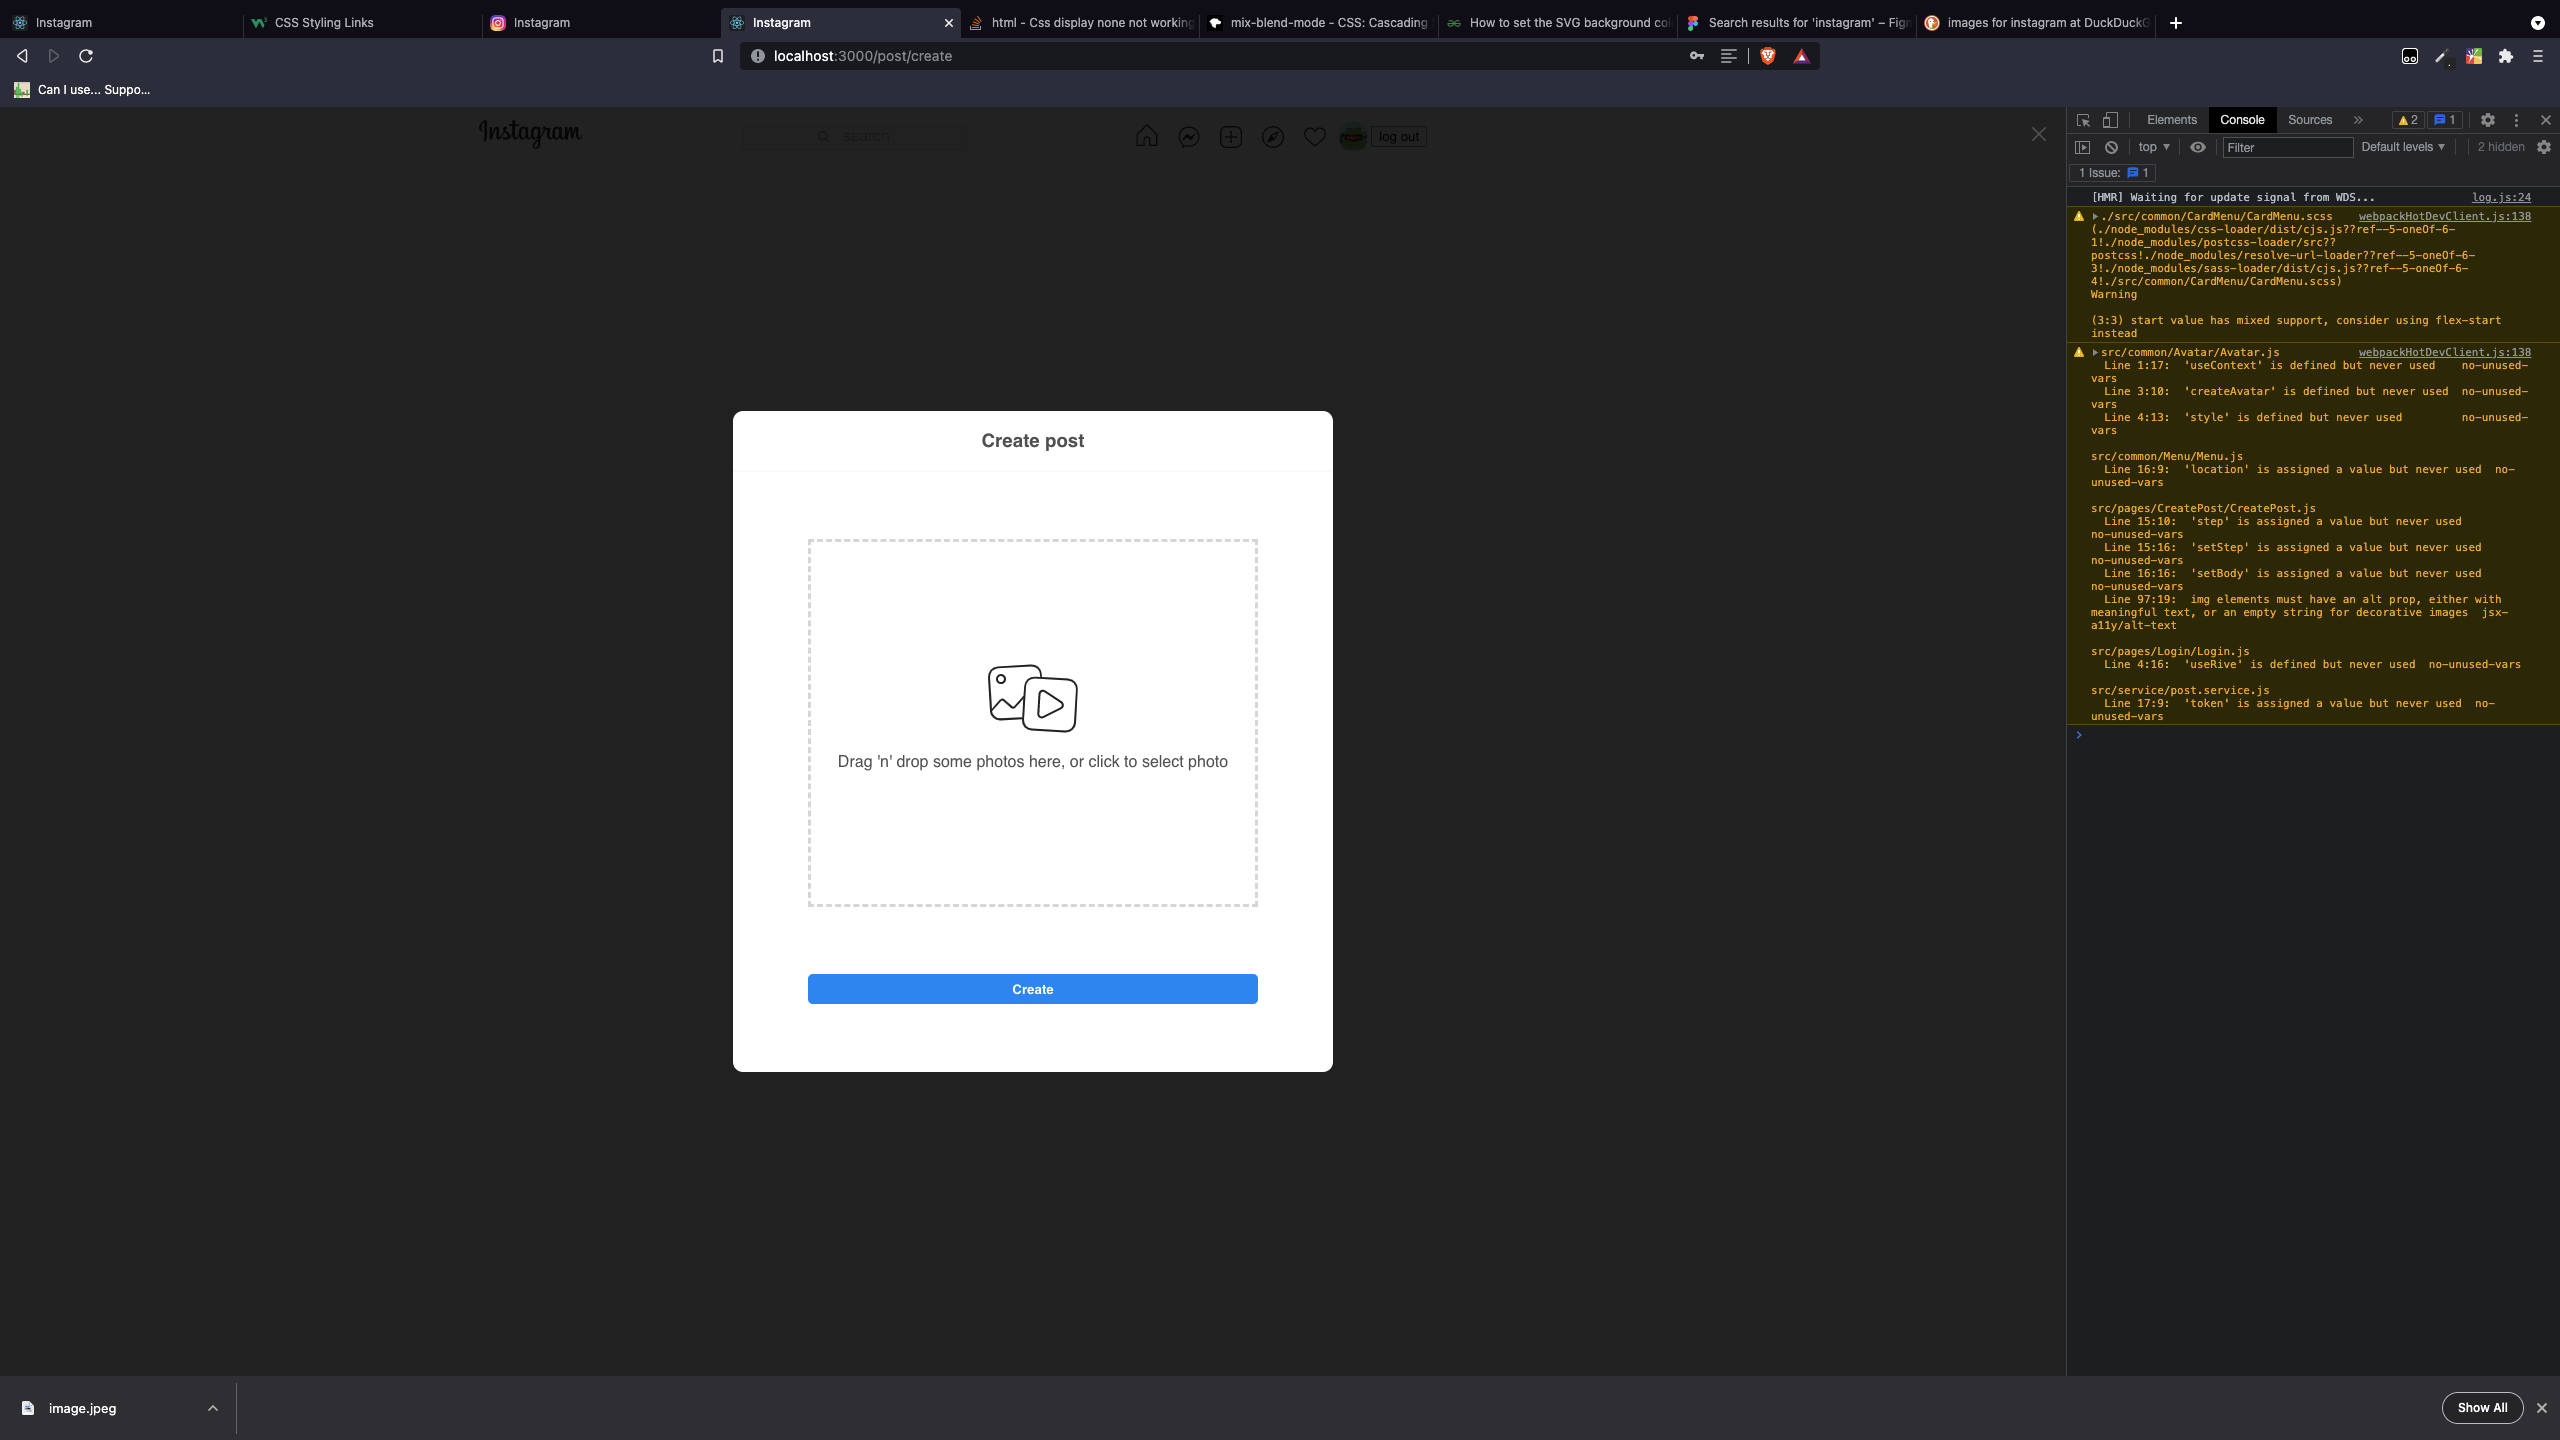 Instagram
CSS Styling Links
Instagram
Instagram
html - Css display none not working
mix-blend-mode - CSS: Cascading
How to set the SVG background co
Search results for 'instagram' – Fig
images for instagram at DuckDuckG
localhost:3000/post/create
Can I use... Suppo...
Instagram
search
log out
Create post
Drag 'n' drop some photos here, or click to select photo
Create
Elements
Console
Sources
2
1
top
Filter
Default levels
2 hidden
1 Issue:
1
[HMR] Waiting for update signal from WDS... log.js:24
./src/common/CardMenu/CardMenu.scss webpackHotDevClient.js:138
(./node_modules/css-loader/dist/cjs.js??ref--5-oneOf-6-
1!./node_modules/postcss-loader/src??
postcss!./node_modules/resolve-url-loader??ref--5-oneOf-6-
3!./node_modules/sass-loader/dist/cjs.js??ref--5-oneOf-6-
4!./src/common/CardMenu/CardMenu.scss)
Warning
(3:3) start value has mixed support, consider using flex-start
instead
src/common/Avatar/Avatar.js webpackHotDevClient.js:138
Line 1:17: 'useContext' is defined but never used no-unused-
vars
Line 3:10: 'createAvatar' is defined but never used no-unused-
vars
Line 4:13: 'style' is defined but never used no-unused-
vars
src/common/Menu/Menu.js
Line 16:9: 'location' is assigned a value but never used no-
unused-vars
src/pages/CreatePost/CreatePost.js
Line 15:10: 'step' is assigned a value but never used
no-unused-vars
Line 15:16: 'setStep' is assigned a value but never used
no-unused-vars
Line 16:16: 'setBody' is assigned a value but never used
no-unused-vars
Line 97:19: img elements must have an alt prop, either with
meaningful text, or an empty string for decorative images jsx-
a11y/alt-text
src/pages/Login/Login.js
Line 4:16: 'useRive' is defined but never used no-unused-vars
src/service/post.service.js
Line 17:9: 'token' is assigned a value but never used no-
unused-vars
image.jpeg
Show All